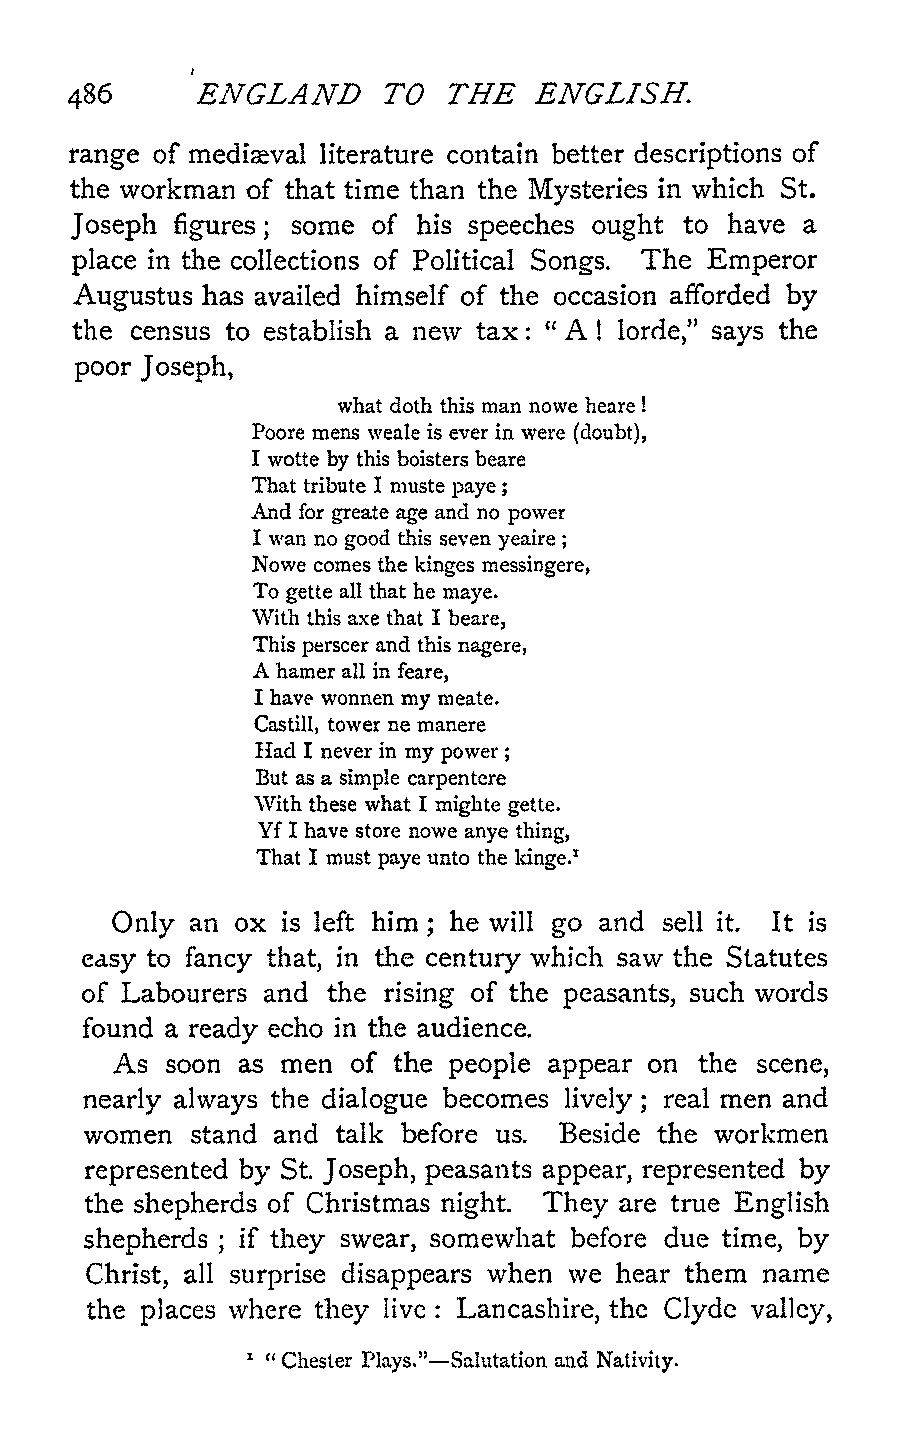 486 ENGLAND TO THE ENGLISH.
range of mediæval literature contain better descriptions of
the workman of that time than the Mysteries in which St.
Joseph figures ; some of his speeches ought to have a
place in the collections of Political Songs. The Emperor
Augustus has availed himself of the occasion afforded by
the census to establish a new tax : “ A ! lorde,” says the
poor Joseph,
what doth this man nowe heare !
Poore mens weale is ever in were (doubt),
I wotte by this boisters beare
That tribute I muste paye ;
And for greate age and no power
I wan no good this seven yeaire ;
Nowe comes the kinges messingere,
To gette all that he maye.
With this axe that I beare,
This perscer and this nagere,
A hamer all in feare,
I have wonnen my meate.
Castill, tower ne manere
Had I never in my power ;
But as a simple carpentere
With these what I mighte gette.
Yf I have store nowe anye thing,
That I must paye unto the kinge.¹
Only an ox is left him ; he will go and sell it. It is
easy to fancy that, in the century which saw the Statutes
of Labourers and the rising of the peasants, such words
found a ready echo in the audience.
As soon as men of the people appear on the scene,
nearly always the dialogue becomes lively ; real men and
women stand and talk before us. Beside the workmen
represented by St. Joseph, peasants appear, represented by
the shepherds of Christmas night. They are true English
shepherds ; if they swear, somewhat before due time, by
Christ, all surprise disappears when we hear them name
the places where they live : Lancashire, the Clyde valley,
¹ “ Chester Plays.”—Salutation and Nativity.